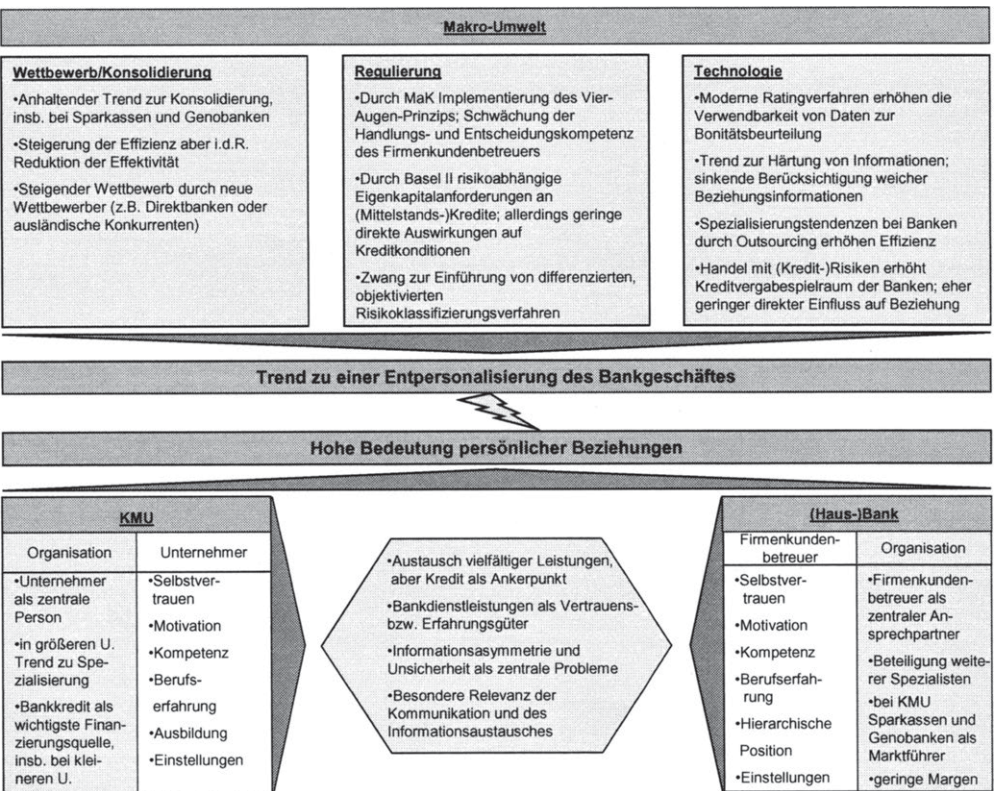 Makro-Umwelt
Wettbewerb/Konsolidierung
•Anhaltender Trend zur Konsolidierung,
insb. bei Sparkassen und Genobanken
•Steigerung der Effizienz aber i.d.R.
Reduktion der Effektivität
•Steigender Wettbewerb durch neue
Wettbewerber (z.B. Direktbanken oder
ausländische Konkurrenten)
Regulierung
•Durch MaK Implementierung des Vier-
Augen-Prinzips; Schwächung der
Handlungs- und Entscheidungskompetenz
des Firmenkundenbetreuers
•Durch Basel II risikoabhängige
Eigenkapitalanforderungen an
(Mittelstands-)Kredite; allerdings geringe
direkte Auswirkungen auf
Kreditkonditionen
•Zwang zur Einführung von differenzierten,
objektivierten
Risikoklassifizierungsverfahren
Technologie
•Moderne Ratingverfahren erhöhen die
Verwendbarkeit von Daten zur
Bonitätsbeurteilung
•Trend zur Härtung von Informationen;
sinkende Berücksichtigung weicher
Beziehungsinformationen
•Spezialisierungstendenzen bei Banken
durch Outsourcing erhöhen Effizienz
•Handel mit (Kredit-)Risiken erhöht
Kreditvergabespielraum der Banken; eher
geringer direkter Einfluss auf Beziehung
Trend zu einer Entpersonalisierung des Bankgeschäftes
Hohe Bedeutung persönlicher Beziehungen
KMU
Organisation
•Unternehmer
als zentrale
Person
•in größeren U.
Trend zu Spe-
zialisierung
•Bankkredit als
wichtigste Finan-
zierungsquelle,
insb. bei klei-
neren U.
Unternehmer
•Selbstver-
trauen
•Motivation
•Kompetenz
•Berufs-
erfahrung
•Ausbildung
•Einstellungen
•Austausch vielfältiger Leistungen,
aber Kredit als Ankerpunkt
•Bankdienstleistungen als Vertrauens-
bzw. Erfahrungsgüter
•Informationsasymmetrie und
Unsicherheit als zentrale Probleme
•Besondere Relevanz der
Kommunikation und des
Informationsaustausches
(Haus-)Bank
Firmenkunden-
betreuer
•Selbstver-
trauen
•Motivation
•Kompetenz
•Berufserfah-
rung
•Hierarchische
Position
•Einstellungen
Organisation
•Firmenkunden-
betreuer als
zentraler An-
sprechpartner
•Beteiligung weite-
rer Spezialisten
•bei KMU
Sparkassen und
Genobanken als
Marktführer
•geringe Margen